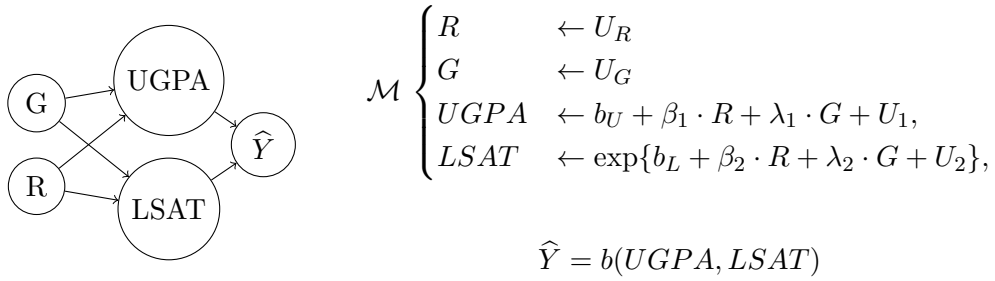 G
R
UGPA
LSAT
Ŷ
M { R ← U_R
G ← U_G
UGPA ← b_U + β_1 · R + λ_1 · G + U_1,
LSAT ← exp{b_L + β_2 · R + λ_2 · G + U_2},
Ŷ = b(UGPA, LSAT)